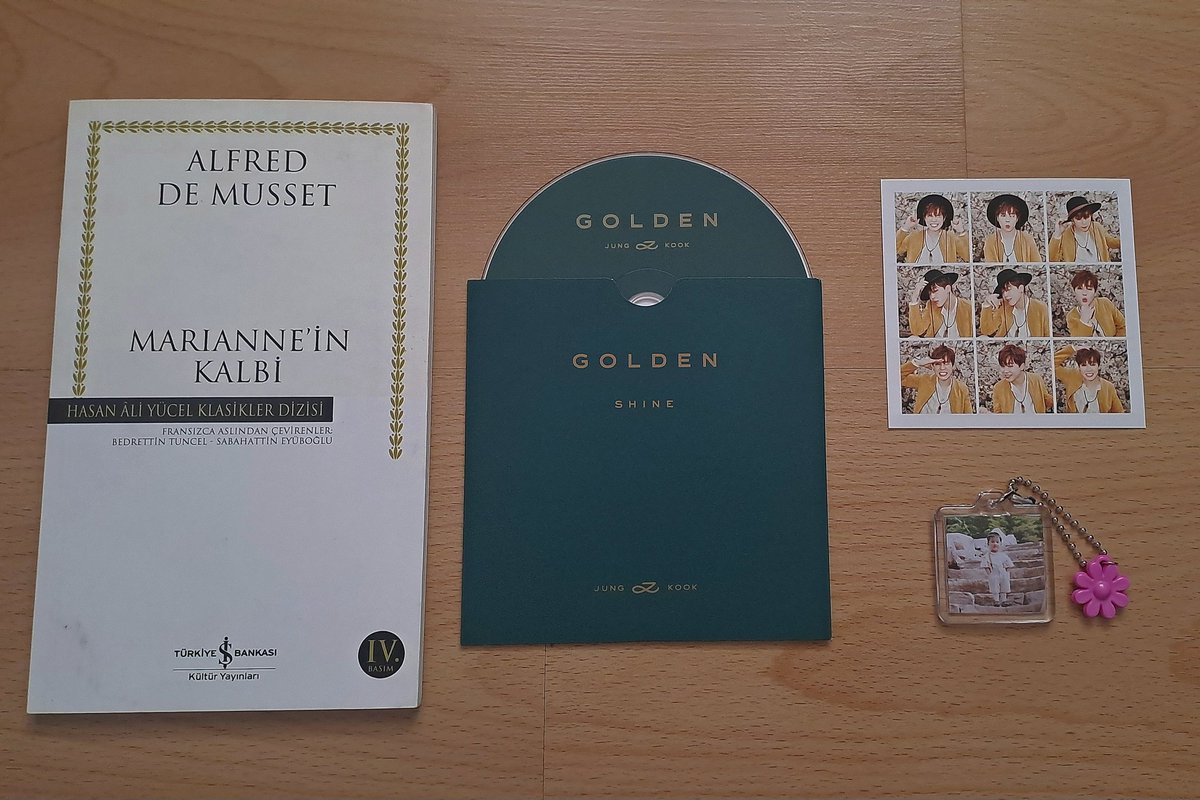 ALFRED
DE MUSSET
MARIANNE'İN
KALBİ
HASAN ÂLİ YÜCEL KLASİKLER DİZİSİ
FRANSIZCA ASLINDAN ÇEVİRENLER:
BEDRETTİN TUNCEL - SABAHATTİN EYÜBOĞLU
TÜRKİYE İŞ BANKASI
Kültür Yayınları
IV.
BASIM
GOLDEN
JUNG KOOK
GOLDEN
SHINE
JUNG KOOK